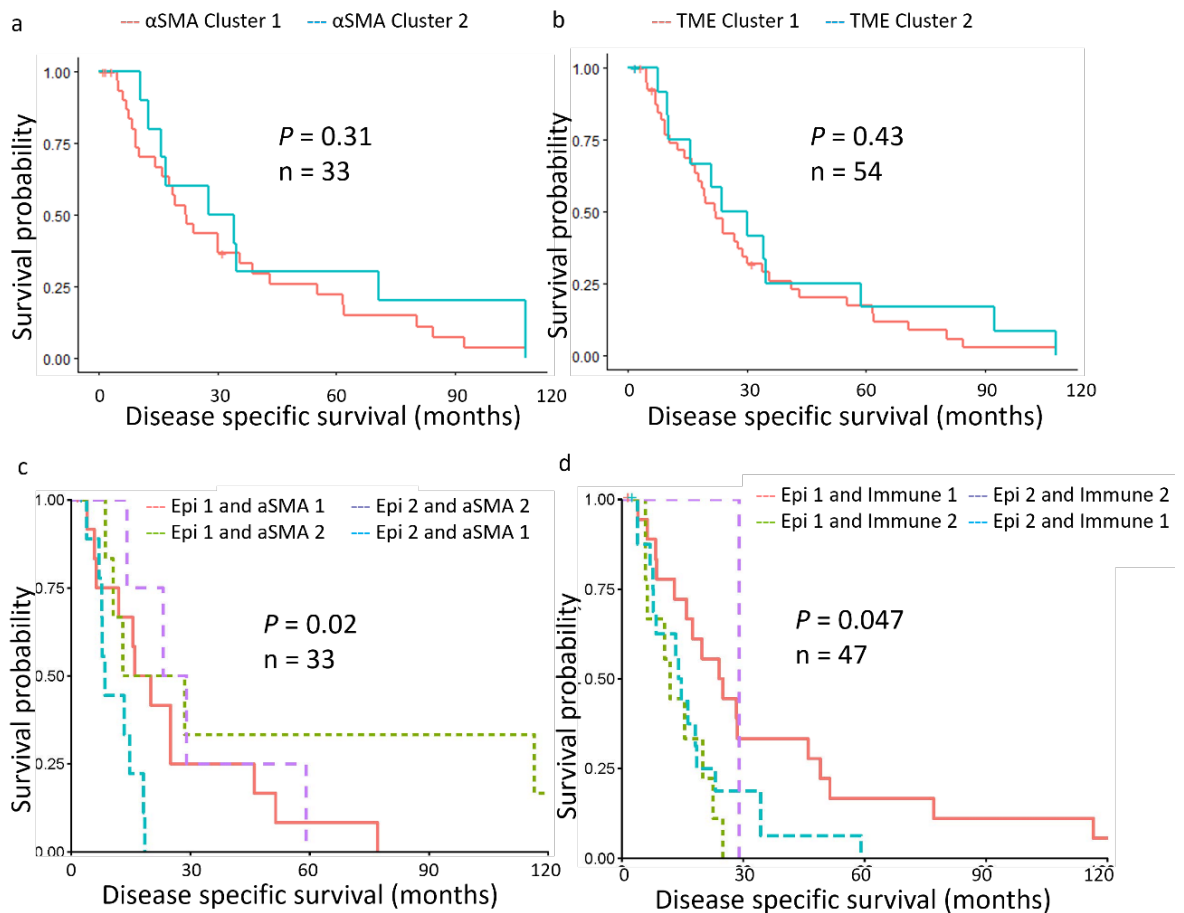 a
αSMA Cluster 1 αSMA Cluster 2
1.00
0.75
0.50
0.25
0.00
Survival probability
P = 0.31
n = 33
0 30 60 90 120
Disease specific survival (months)
b
TME Cluster 1 TME Cluster 2
1.00
0.75
0.50
0.25
0.00
Survival probability
P = 0.43
n = 54
0 30 60 90 120
Disease specific survival (months)
c
Epi 1 and aSMA 1 Epi 2 and aSMA 2
Epi 1 and aSMA 2 Epi 2 and aSMA 1
1.00
0.75
0.50
0.25
0.00
Survival probability
P = 0.02
n = 33
0 30 60 90 120
Disease specific survival (months)
d
Epi 1 and Immune 1 Epi 2 and Immune 2
Epi 1 and Immune 2 Epi 2 and Immune 1
1.00
0.75
0.50
0.25
0.00
Survival probability
P = 0.047
n = 47
0 30 60 90 120
Disease specific survival (months)